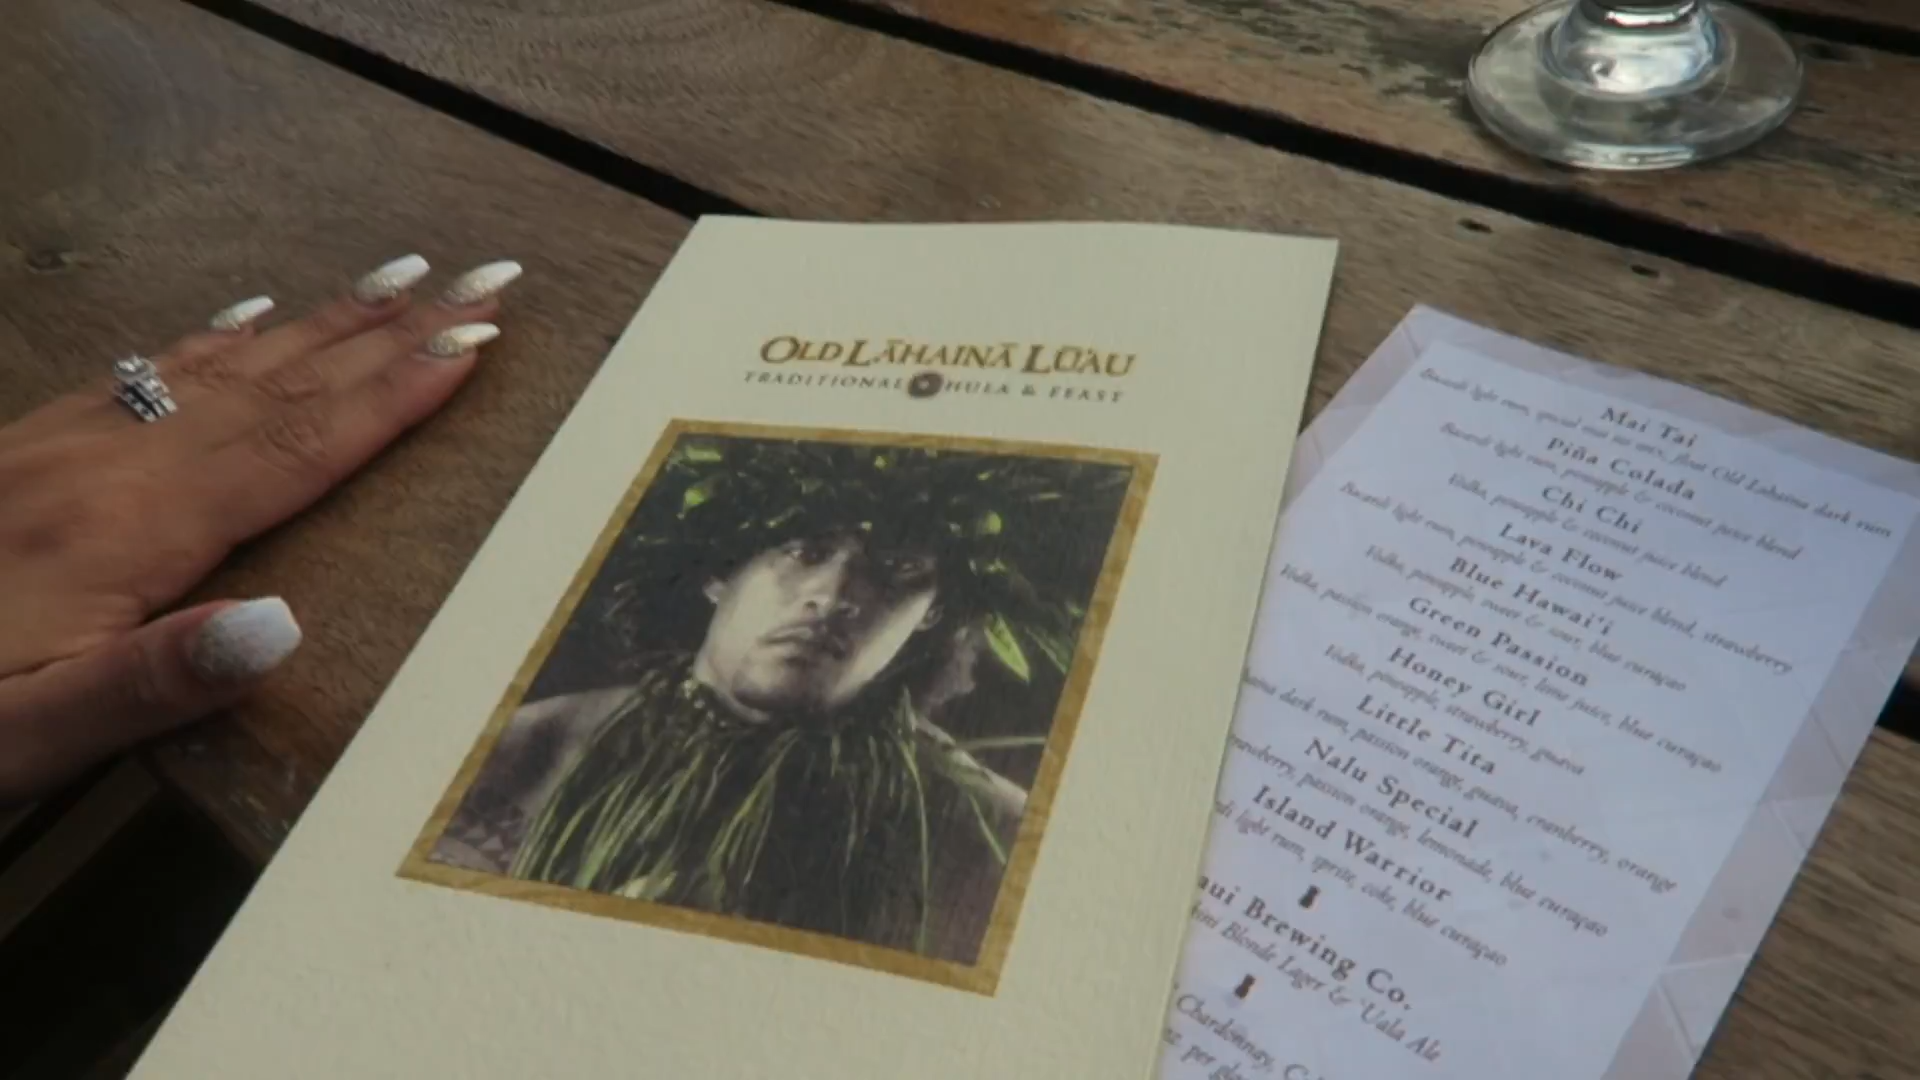 OLD LĀHAINĀ LŪ'AU
TRADITIONAL HULA & FEAST
Mai Tai
Bacardi light rum, special mai tai mix, float Old Lahaina dark rum
Piña Colada
Bacardi light rum, pineapple & coconut juice blend
Chi Chi
Vodka, pineapple & coconut juice blend
Lava Flow
Bacardi light rum, pineapple & coconut juice blend, strawberry
Blue Hawai'i
Vodka, pineapple, sweet & sour, blue curaçao
Green Passion
Vodka, passion orange, sweet & sour, lime juice, blue curaçao
Honey Girl
Vodka, pineapple, strawberry, guava
Little Tita
dark rum, passion orange, guava, cranberry, orange
Nalu Special
passion orange, lemonade, blue curaçao
Island Warrior
light rum, sprite, coke, blue curaçao
Brewing Co.
Blonde Lager & 'Uala Ale
Chardonnay,
per